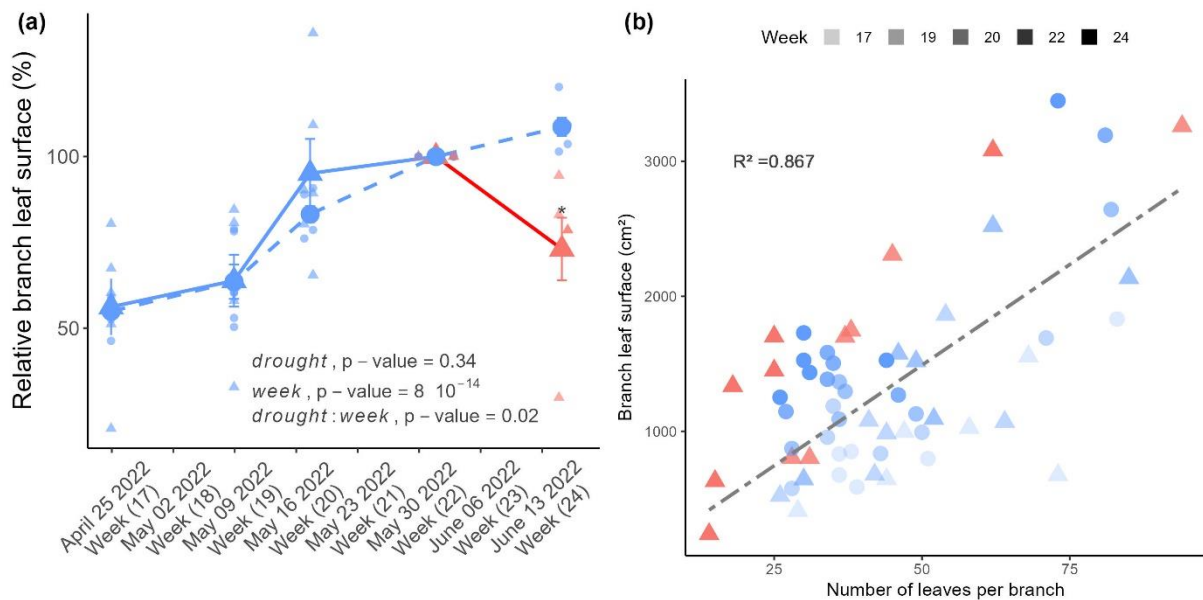 (a)
Relative branch leaf surface (%)
100
50
*
drought , p – value = 0.34
week , p – value = 8 10⁻¹⁴
drought : week , p – value = 0.02
April 25 2022
Week (17)
May 02 2022
Week (18)
May 09 2022
Week (19)
May 16 2022
Week (20)
May 23 2022
Week (21)
May 30 2022
Week (22)
June 06 2022
Week (23)
June 13 2022
Week (24)
(b)
Week 17 19 20 22 24
Branch leaf surface (cm²)
3000
2000
1000
R² =0.867
25 50 75
Number of leaves per branch